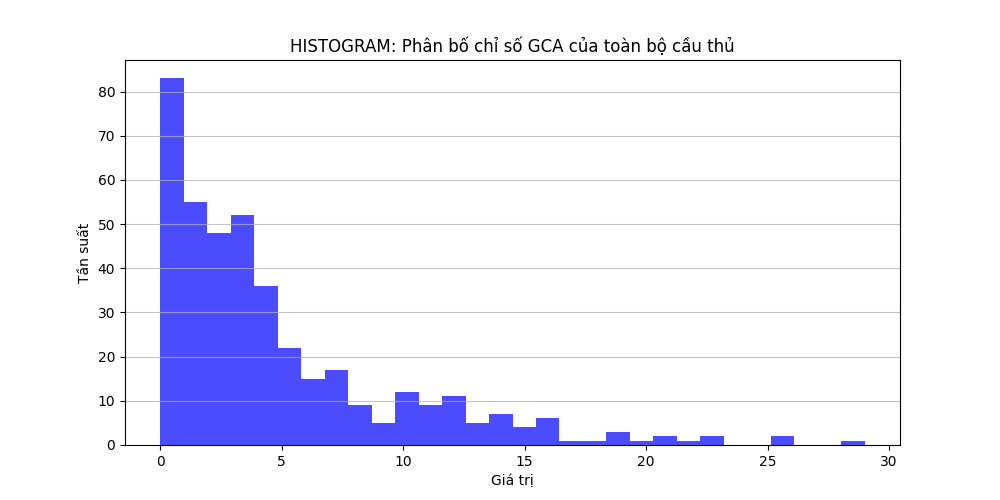 HISTOGRAM: Phân bố chỉ số GCA của toàn bộ cầu thủ
80
70
60
50
40
30
20
10
0
Tần suất
0 5 10 15 20 25 30
Giá trị